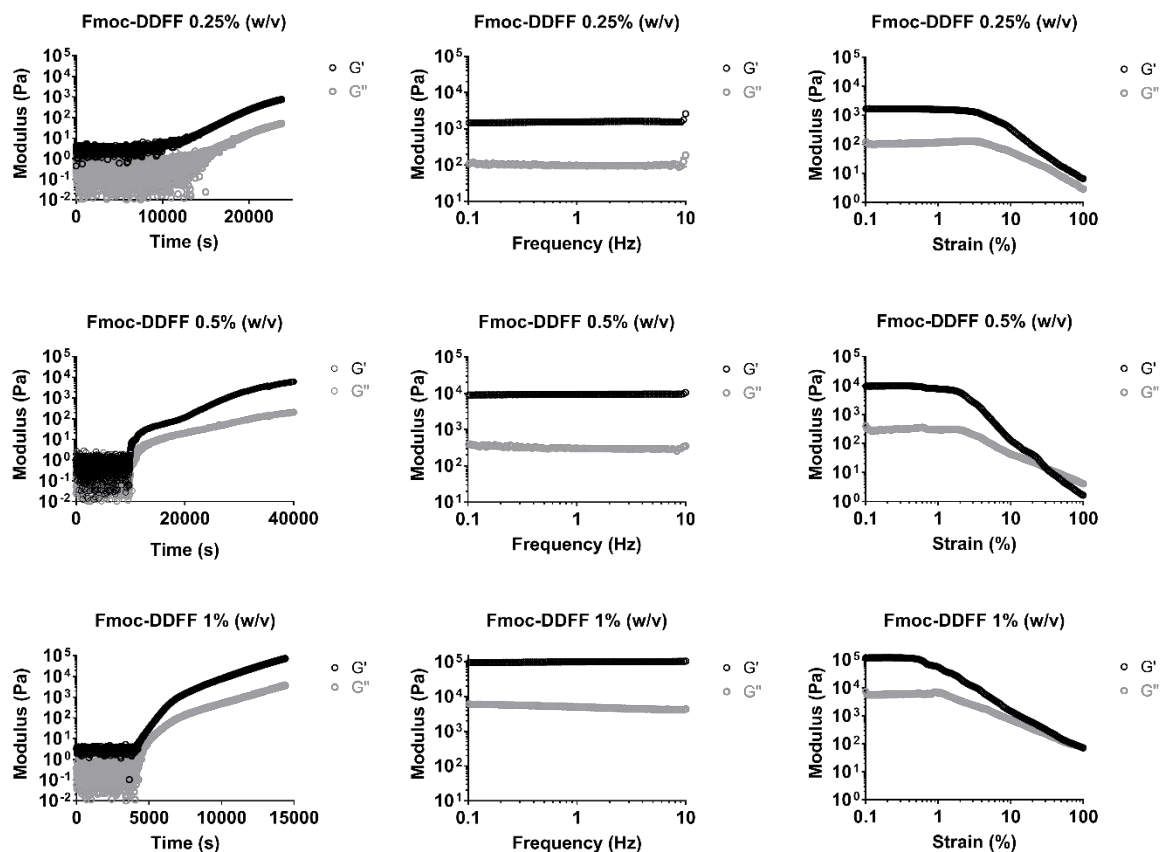 Fmoc-DDFF 0.25% (w/v)
Modulus (Pa)
10⁵
10⁴
10³
10²
10¹
10⁰
10⁻¹
10⁻²
0 10000 20000
Time (s)
G'
G''
Fmoc-DDFF 0.25% (w/v)
Modulus (Pa)
10⁵
10⁴
10³
10²
10¹
0.1 1 10
Frequency (Hz)
G'
G''
Fmoc-DDFF 0.25% (w/v)
Modulus (Pa)
10⁵
10⁴
10³
10²
10¹
10⁰
0.1 1 10 100
Strain (%)
G'
G''
Fmoc-DDFF 0.5% (w/v)
Modulus (Pa)
10⁵
10⁴
10³
10²
10¹
10⁰
10⁻¹
10⁻²
0 20000 40000
Time (s)
G'
G''
Fmoc-DDFF 0.5% (w/v)
Modulus (Pa)
10⁵
10⁴
10³
10²
10¹
0.1 1 10
Frequency (Hz)
G'
G''
Fmoc-DDFF 0.5% (w/v)
Modulus (Pa)
10⁵
10⁴
10³
10²
10¹
10⁰
0.1 1 10 100
Strain (%)
G'
G''
Fmoc-DDFF 1% (w/v)
Modulus (Pa)
10⁵
10⁴
10³
10²
10¹
10⁰
10⁻¹
10⁻²
0 5000 10000 15000
Time (s)
G'
G''
Fmoc-DDFF 1% (w/v)
Modulus (Pa)
10⁵
10⁴
10³
10²
10¹
0.1 1 10
Frequency (Hz)
G'
G''
Fmoc-DDFF 1% (w/v)
Modulus (Pa)
10⁵
10⁴
10³
10²
10¹
10⁰
0.1 1 10 100
Strain (%)
G'
G''